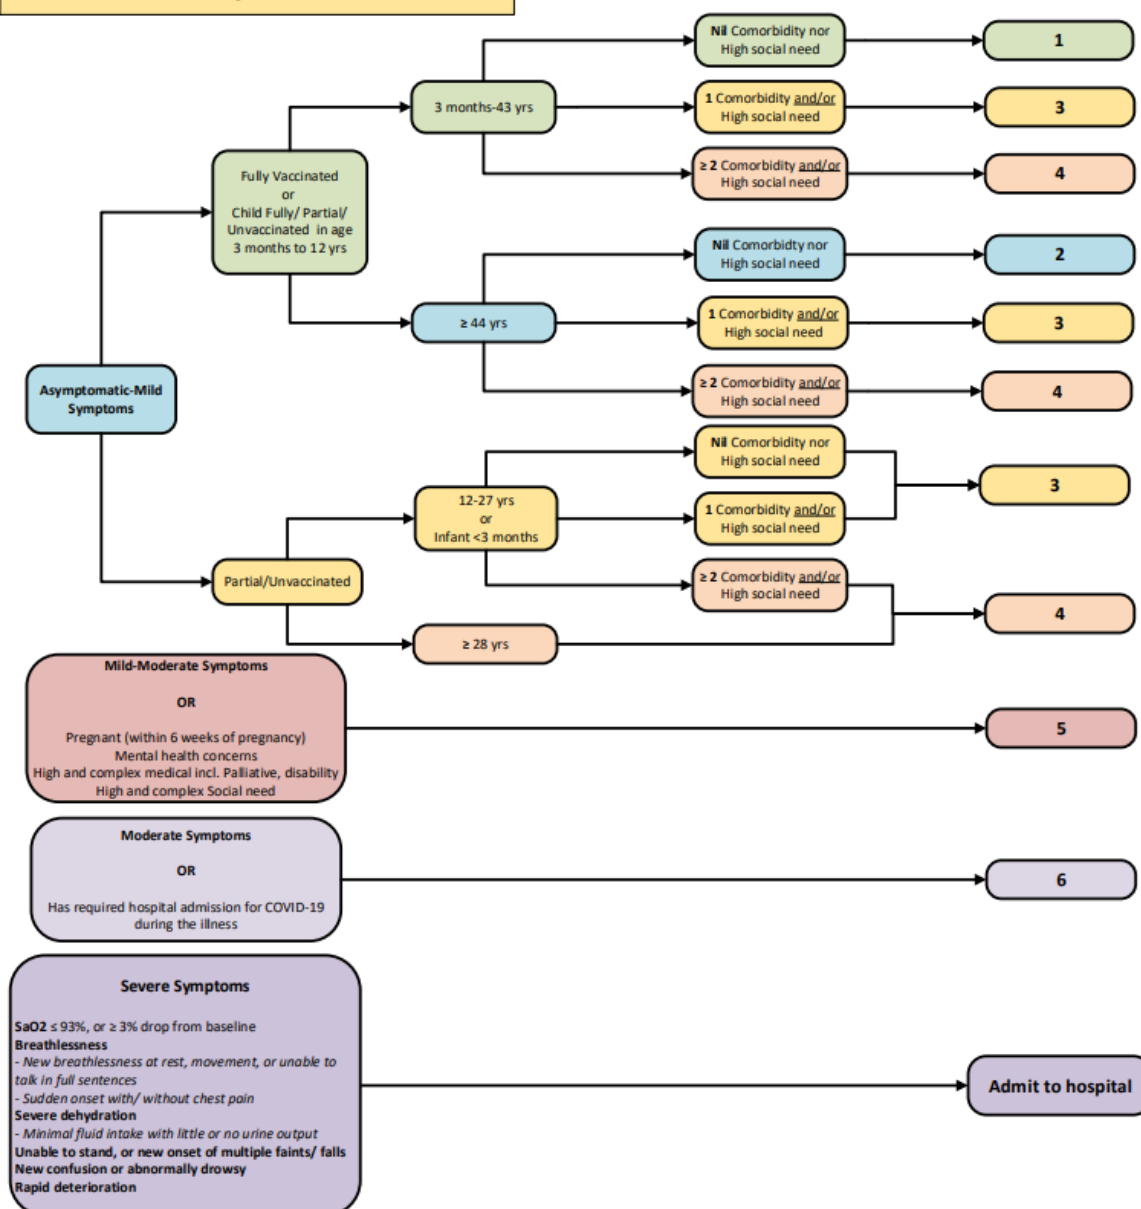 Nil Comorbidity nor
High social need
1
3 months-43 yrs
1 Comorbidity and/or
High social need
3
≥ 2 Comorbidity and/or
High social need
4
Fully Vaccinated
or
Child Fully/ Partial/
Unvaccinated in age
3 months to 12 yrs
Nil Comorbidty nor
High social need
2
≥ 44 yrs
1 Comorbidity and/or
High social need
3
≥ 2 Comorbidity and/or
High social need
4
Asymptomatic-Mild
Symptoms
Nil Comorbidity nor
High social need
3
12-27 yrs
or
Infant <3 months
1 Comorbidity and/or
High social need
Partial/Unvaccinated
≥ 2 Comorbidity and/or
High social need
4
≥ 28 yrs
Mild-Moderate Symptoms
OR
Pregnant (within 6 weeks of pregnancy)
Mental health concerns
High and complex medical incl. Palliative, disability
High and complex Social need
5
Moderate Symptoms
OR
Has required hospital admission for COVID-19
during the illness
6
Severe Symptoms
SaO2 ≤ 93%, or ≥ 3% drop from baseline
Breathlessness
- New breathlessness at rest, movement, or unable to
talk in full sentences
- Sudden onset with/ without chest pain
Severe dehydration
- Minimal fluid intake with little or no urine output
Unable to stand, or new onset of multiple faints/ falls
New confusion or abnormally drowsy
Rapid deterioration
Admit to hospital